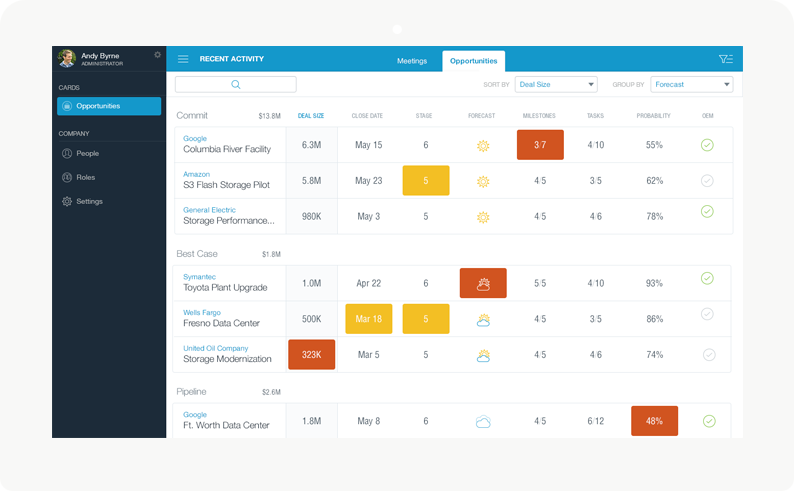 Andy Byrne
ADMINISTRATOR
CARDS
Opportunities
COMPANY
People
Roles
Settings
RECENT ACTIVITY
Meetings
Opportunities
SORT BY Deal Size GROUP BY Forecast
Commit $13.8M DEAL SIZE CLOSE DATE STAGE FORECAST MILESTONES TASKS PROBABILITY OEM
Google
Columbia River Facility 6.3M May 15 6 3/7 4/10 55%
Amazon
S3 Flash Storage Pilot 5.8M May 23 5 4/5 3/5 62%
General Electric
Storage Performance... 980K May 3 5 4/5 4/6 78%
Best Case $1.8M
Symantec
Toyota Plant Upgrade 1.0M Apr 22 6 5/5 4/10 93%
Wells Fargo
Fresno Data Center 500K Mar 18 5 4/5 3/5 86%
United Oil Company
Storage Modernization 323K Mar 5 5 4/5 4/6 74%
Pipeline $2.6M
Google
Ft. Worth Data Center 1.8M May 8 6 4/5 6/12 48%